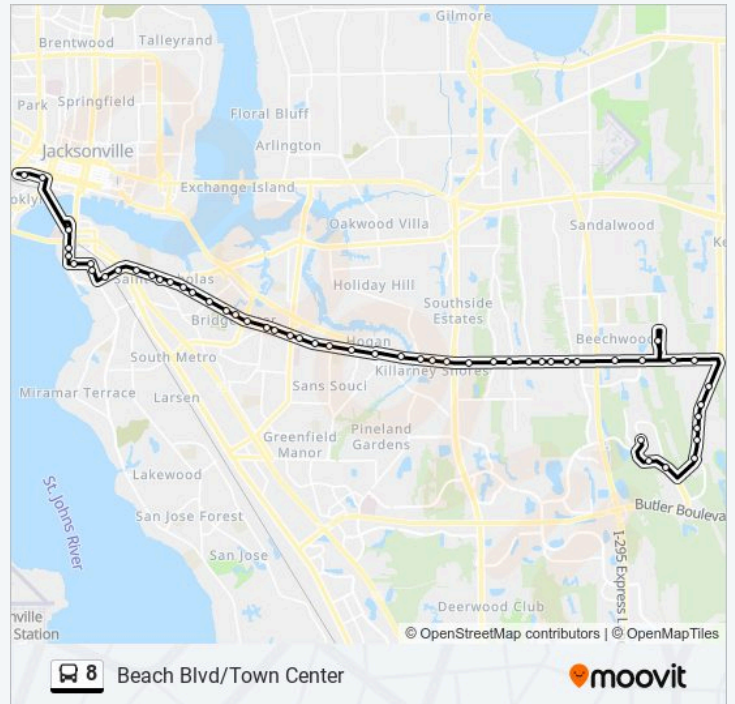 Gilmore
Brentwood
Talleyrand
Park
Springfield
Floral Bluff
Arlington
Jacksonville
Exchange Island
Oakwood Villa
Sandalwood
Holiday Hill
Southside
Estates
Beechwood
Hogan
Killarney Shores
South Metro
Sans Souci
Miramar Terrace
Larsen
Pineland
Gardens
Greenfield
Manor
Lakewood
San Jose Forest
St. Johns River
Butler Bouleva
San Jose
I-295 Express L
Deerwood Club
nville
Station
© OpenStreetMap contributors | © OpenMapTiles
8 Beach Blvd/Town Center
moovit